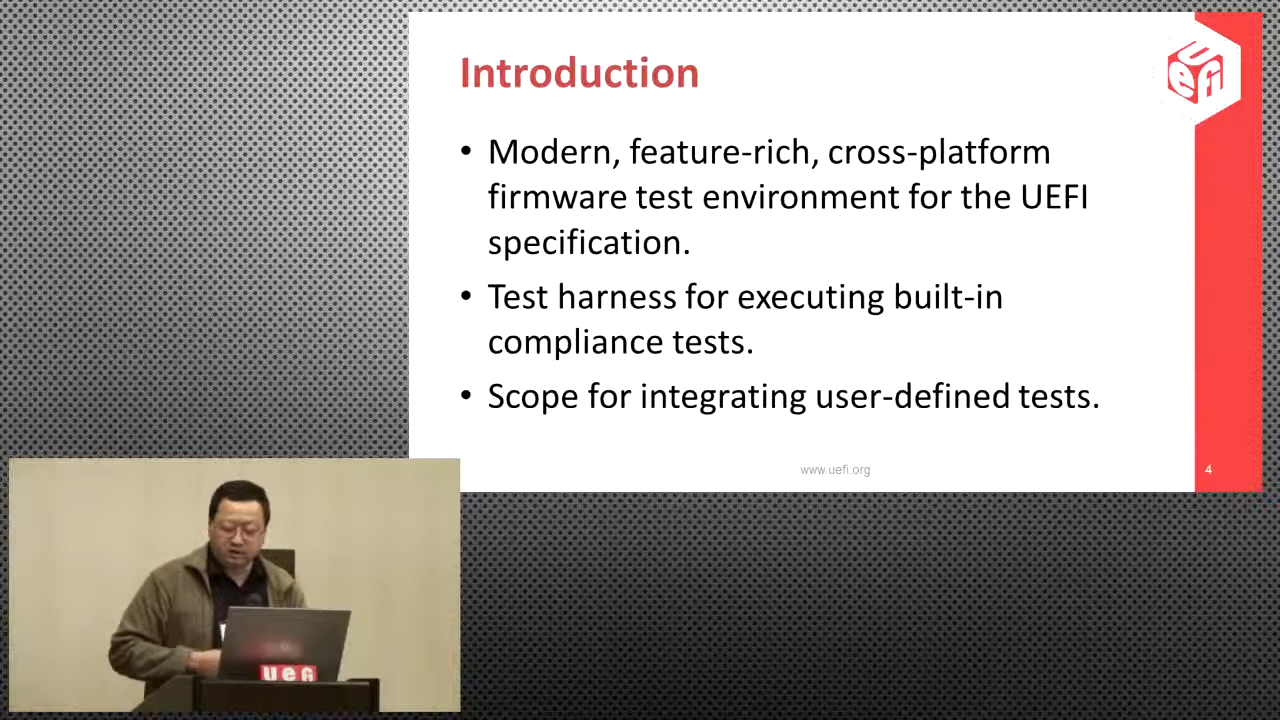 Introduction
UEFI
• Modern, feature-rich, cross-platform
firmware test environment for the UEFI
specification.
• Test harness for executing built-in
compliance tests.
• Scope for integrating user-defined tests.
www.uefi.org
4
uefi